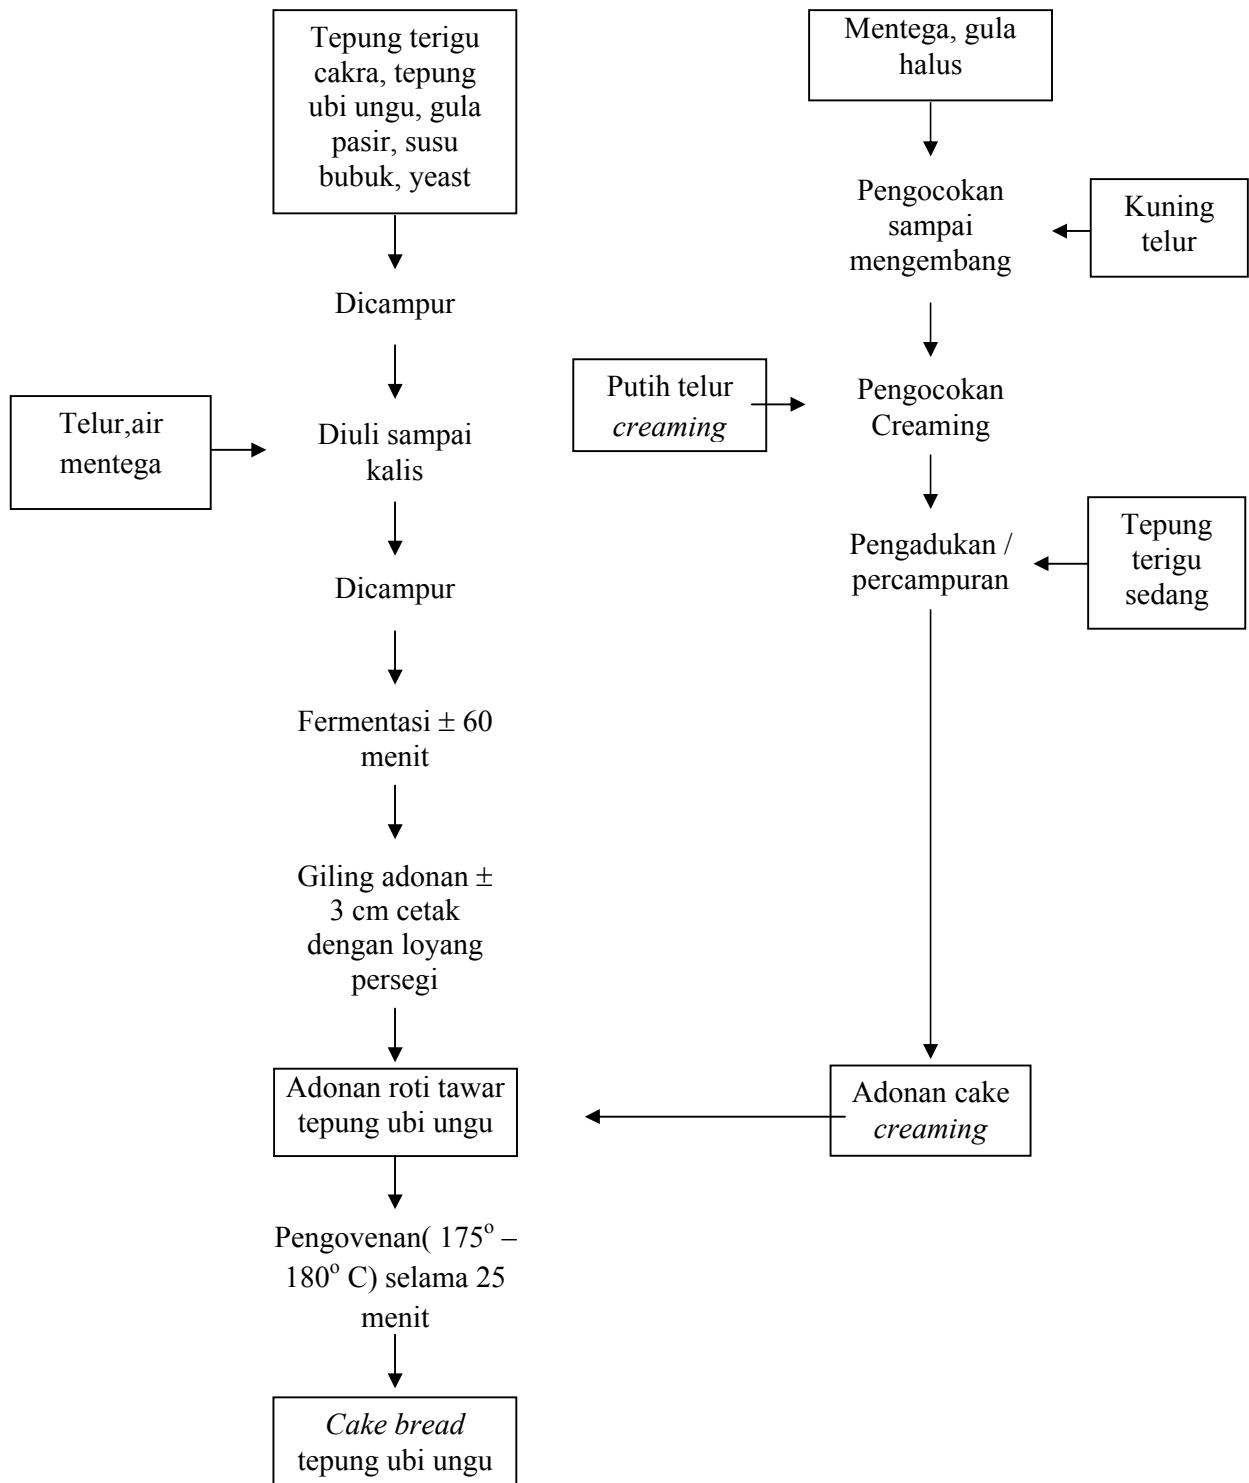 Tepung terigu
cakra, tepung
ubi ungu, gula
pasir, susu
bubuk, yeast
Dicampur
Telur,air
mentega
Diuli sampai
kalis
Dicampur
Fermentasi ± 60
menit
Giling adonan ±
3 cm cetak
dengan loyang
persegi
Adonan roti tawar
tepung ubi ungu
Pengovenan( 175° –
180° C) selama 25
menit
Cake bread
tepung ubi ungu
Mentega, gula
halus
Pengocokan
sampai
mengembang
Kuning
telur
Putih telur
creaming
Pengocokan
Creaming
Pengadukan /
percampuran
Tepung
terigu
sedang
Adonan cake
creaming